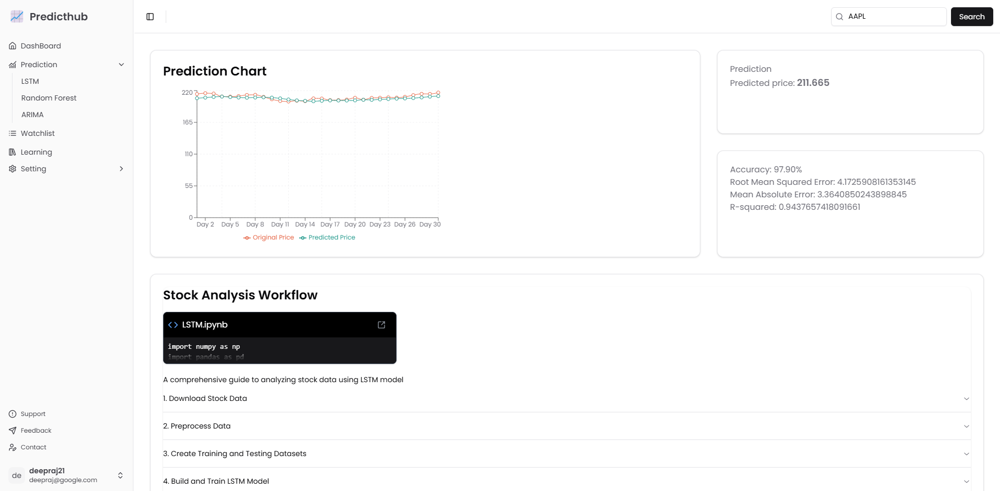 Predicthub
DashBoard
Prediction
LSTM
Random Forest
ARIMA
Watchlist
Learning
Setting
Support
Feedback
Contact
de
deepraj21
deepraj@google.com
AAPL
Search
Prediction Chart
220
165
110
55
0
Day 2 Day 5 Day 8 Day 11 Day 14 Day 17 Day 20 Day 23 Day 26 Day 30
Original Price Predicted Price
Prediction
Predicted price: 211.665
Accuracy: 97.90%
Root Mean Squared Error: 4.1725908161353145
Mean Absolute Error: 3.3640850243898845
R-squared: 0.9437657418091661
Stock Analysis Workflow
LSTM.ipynb
import numpy as np
import pandas as pd
A comprehensive guide to analyzing stock data using LSTM model
1. Download Stock Data
2. Preprocess Data
3. Create Training and Testing Datasets
4. Build and Train LSTM Model